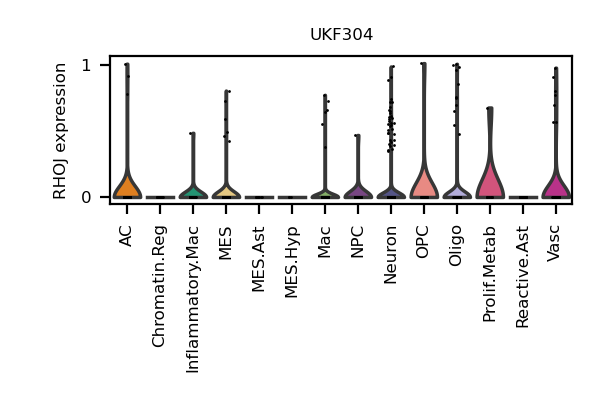 UKF304
RHOJ expression
1
0
AC
Chromatin.Reg
Inflammatory.Mac
MES
MES.Ast
MES.Hyp
Mac
NPC
Neuron
OPC
Oligo
Prolif.Metab
Reactive.Ast
Vasc